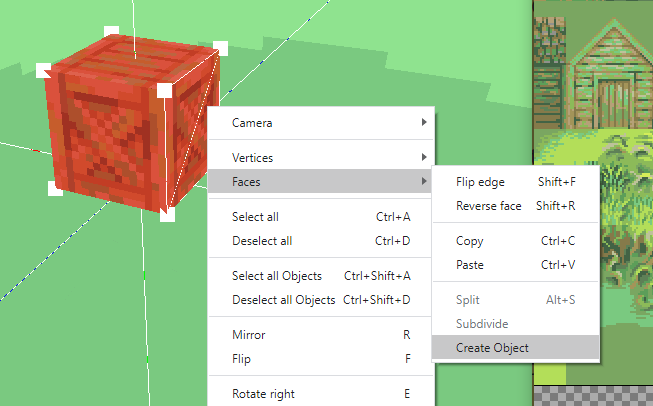 Camera
Vertices
Faces
Select all Ctrl+A
Deselect all Ctrl+D
Select all Objects Ctrl+Shift+A
Deselect all Objects Ctrl+Shift+D
Mirror R
Flip F
Rotate right E
Flip edge Shift+F
Reverse face Shift+R
Copy Ctrl+C
Paste Ctrl+V
Split Alt+S
Subdivide
Create Object